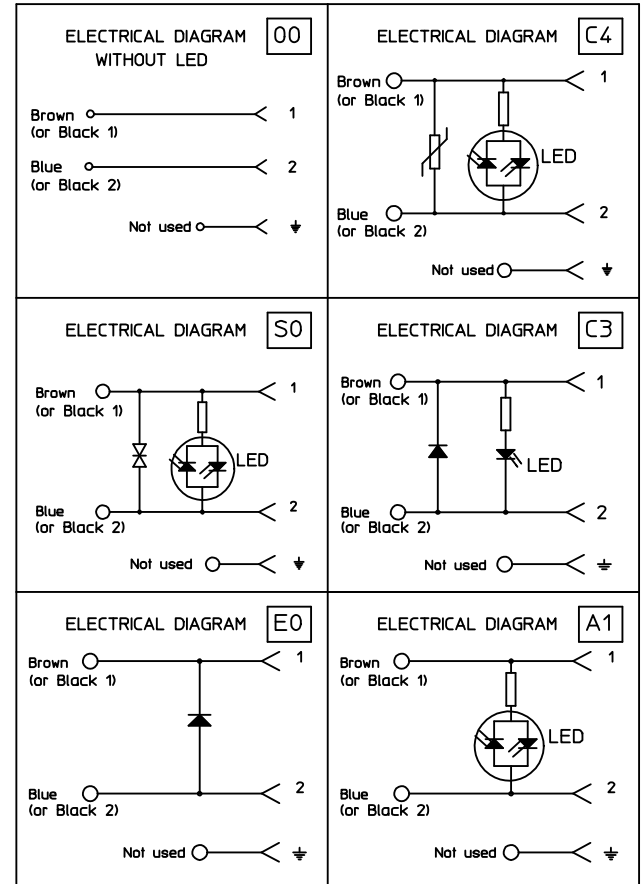 ELECTRICAL DIAGRAM 00
WITHOUT LED
Brown 1
(or Black 1)
Blue 2
(or Black 2)
Not used
ELECTRICAL DIAGRAM C4
Brown 1
(or Black 1)
LED
Blue 2
(or Black 2)
Not used
ELECTRICAL DIAGRAM S0
Brown 1
(or Black 1)
LED
Blue 2
(or Black 2)
Not used
ELECTRICAL DIAGRAM C3
Brown 1
(or Black 1)
LED
Blue 2
(or Black 2)
Not used
ELECTRICAL DIAGRAM E0
Brown 1
(or Black 1)
Blue 2
(or Black 2)
Not used
ELECTRICAL DIAGRAM A1
Brown 1
(or Black 1)
LED
Blue 2
(or Black 2)
Not used